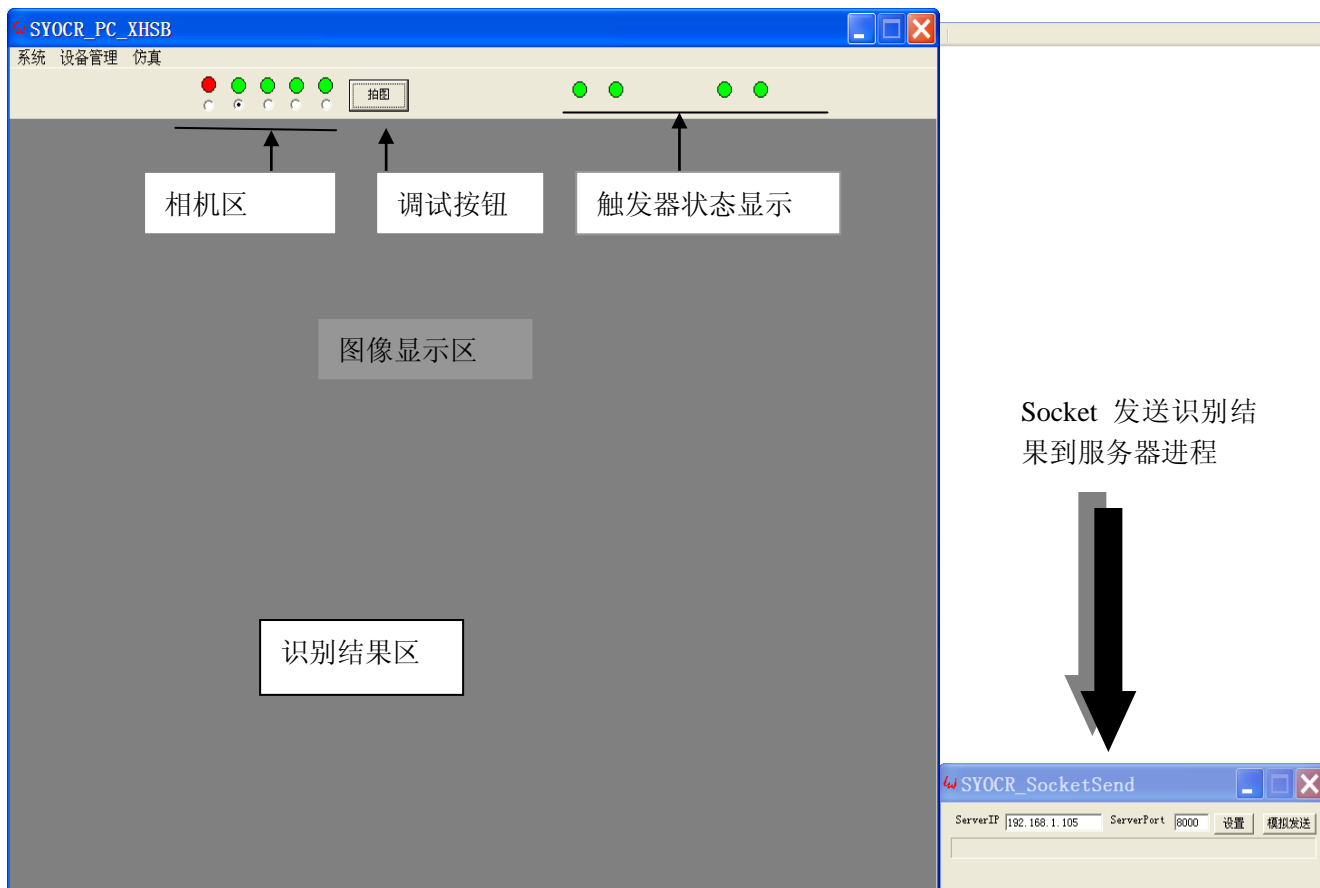 SYOCR_PC_XHSB
系统 设备管理 仿真
拍图
相机区
调试按钮
触发器状态显示
图像显示区
Socket 发送识别结
果到服务器进程
识别结果区
SYOCR_SocketSend
ServerIP 192.168.1.105 ServerPort 8000 设置 模拟发送